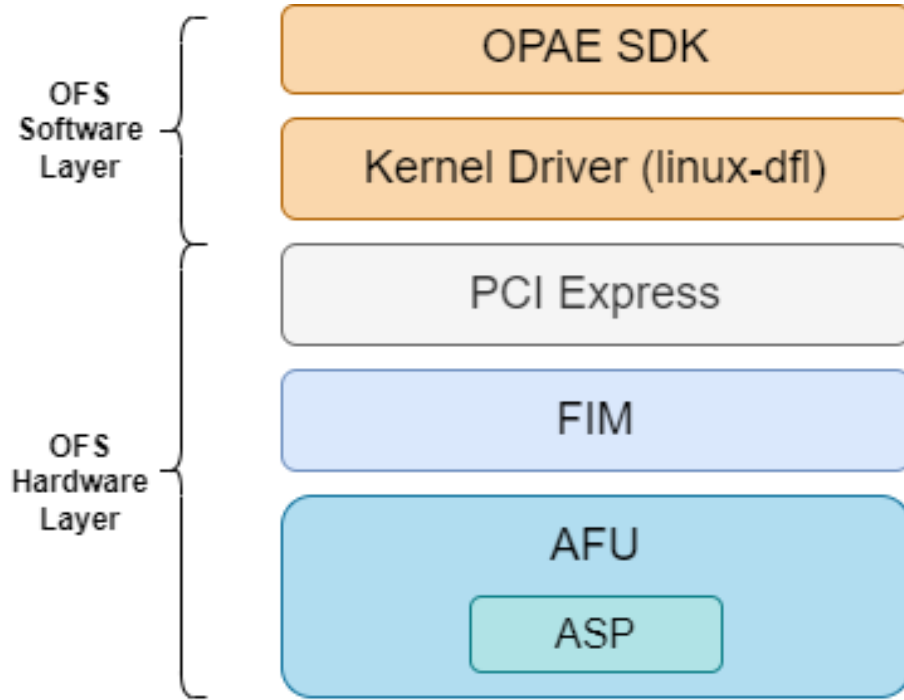 OPAE SDK
OFS
Software
Layer
Kernel Driver (linux-dfl)
PCI Express
FIM
OFS
Hardware
Layer
AFU
ASP